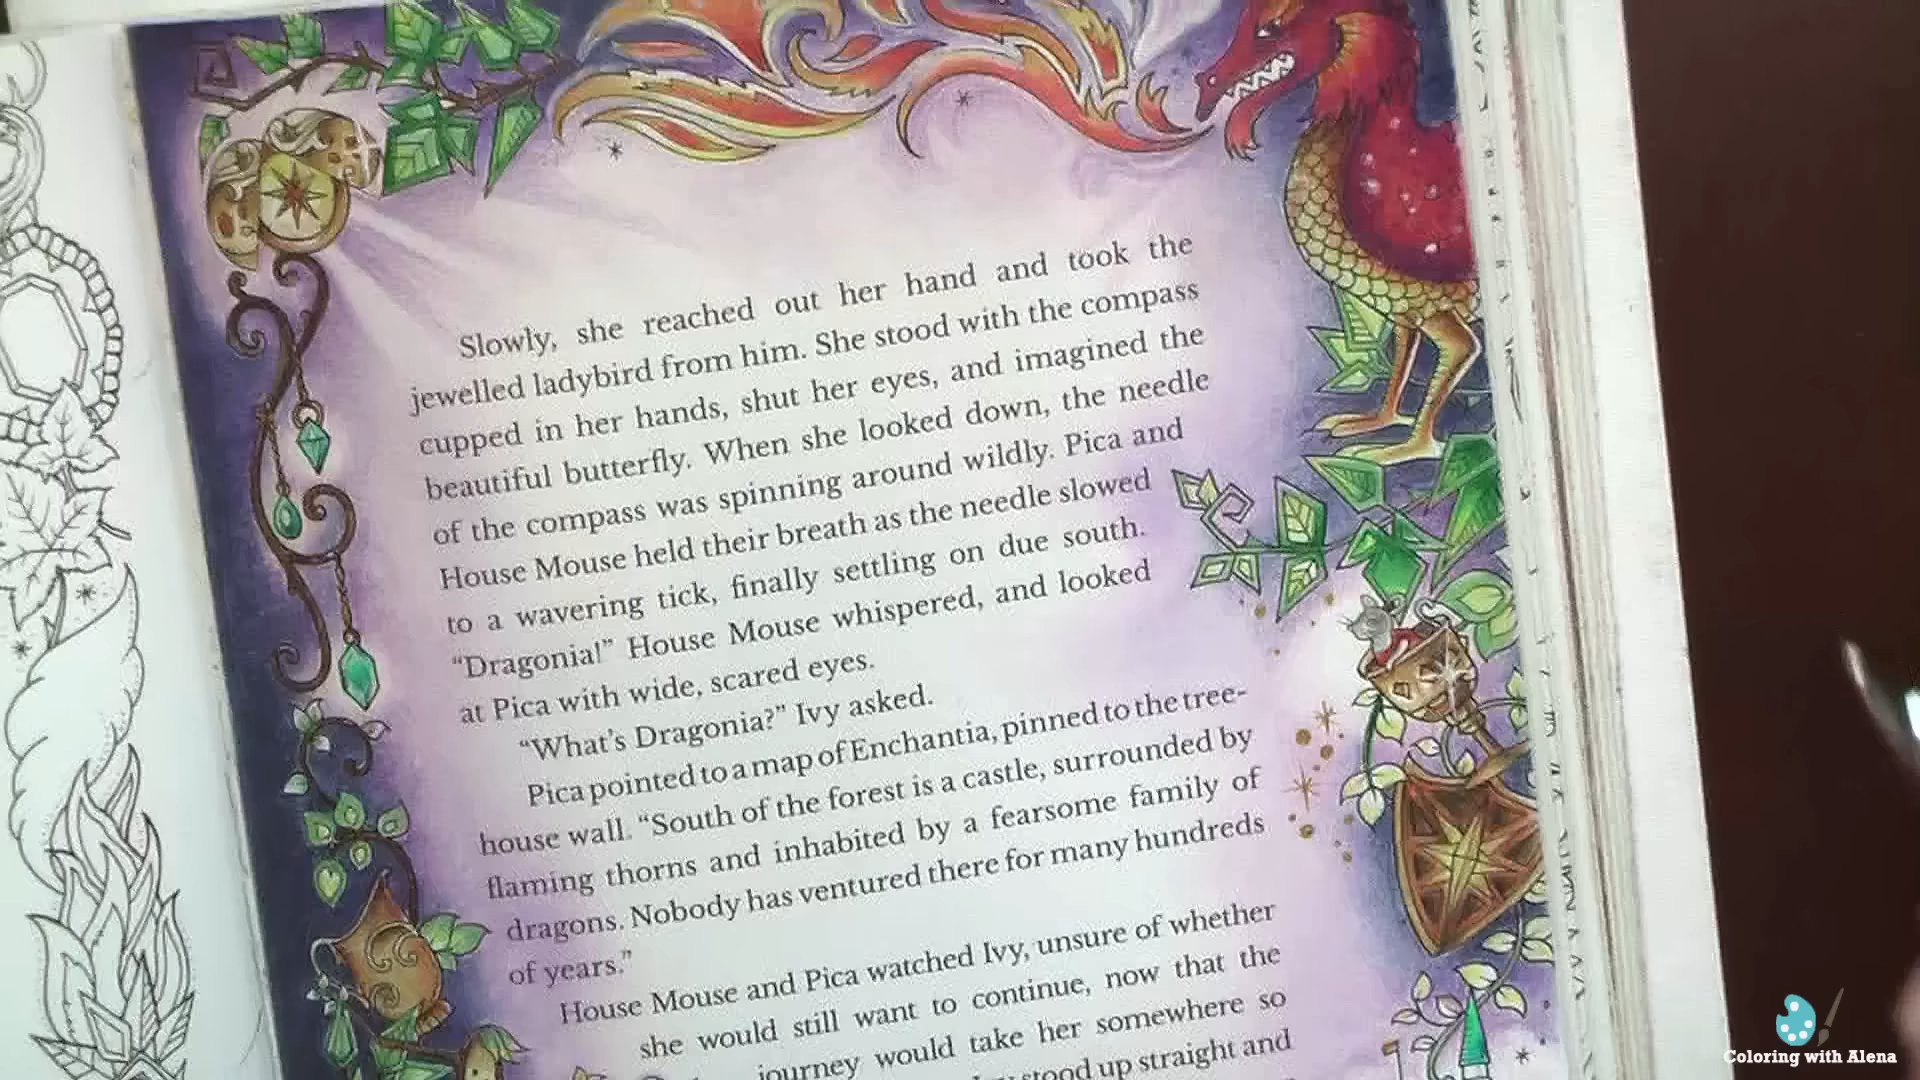 Slowly, she reached out her hand and took the
jewelled ladybird from him. She stood with the compass
cupped in her hands, shut her eyes, and imagined the
beautiful butterfly. When she looked down, the needle
of the compass was spinning around wildly. Pica and
House Mouse held their breath as the needle slowed
to a wavering tick, finally settling on due south.
“Dragonia!” House Mouse whispered, and looked
at Pica with wide, scared eyes.
“What’s Dragonia?” Ivy asked.
Pica pointed to a map of Enchantia, pinned to the tree-
house wall. “South of the forest is a castle, surrounded by
flaming thorns and inhabited by a fearsome family of
dragons. Nobody has ventured there for many hundreds
of years.”
House Mouse and Pica watched Ivy, unsure of whether
she would still want to continue, now that the
journey would take her somewhere so
stood up straight and
Coloring with Alena